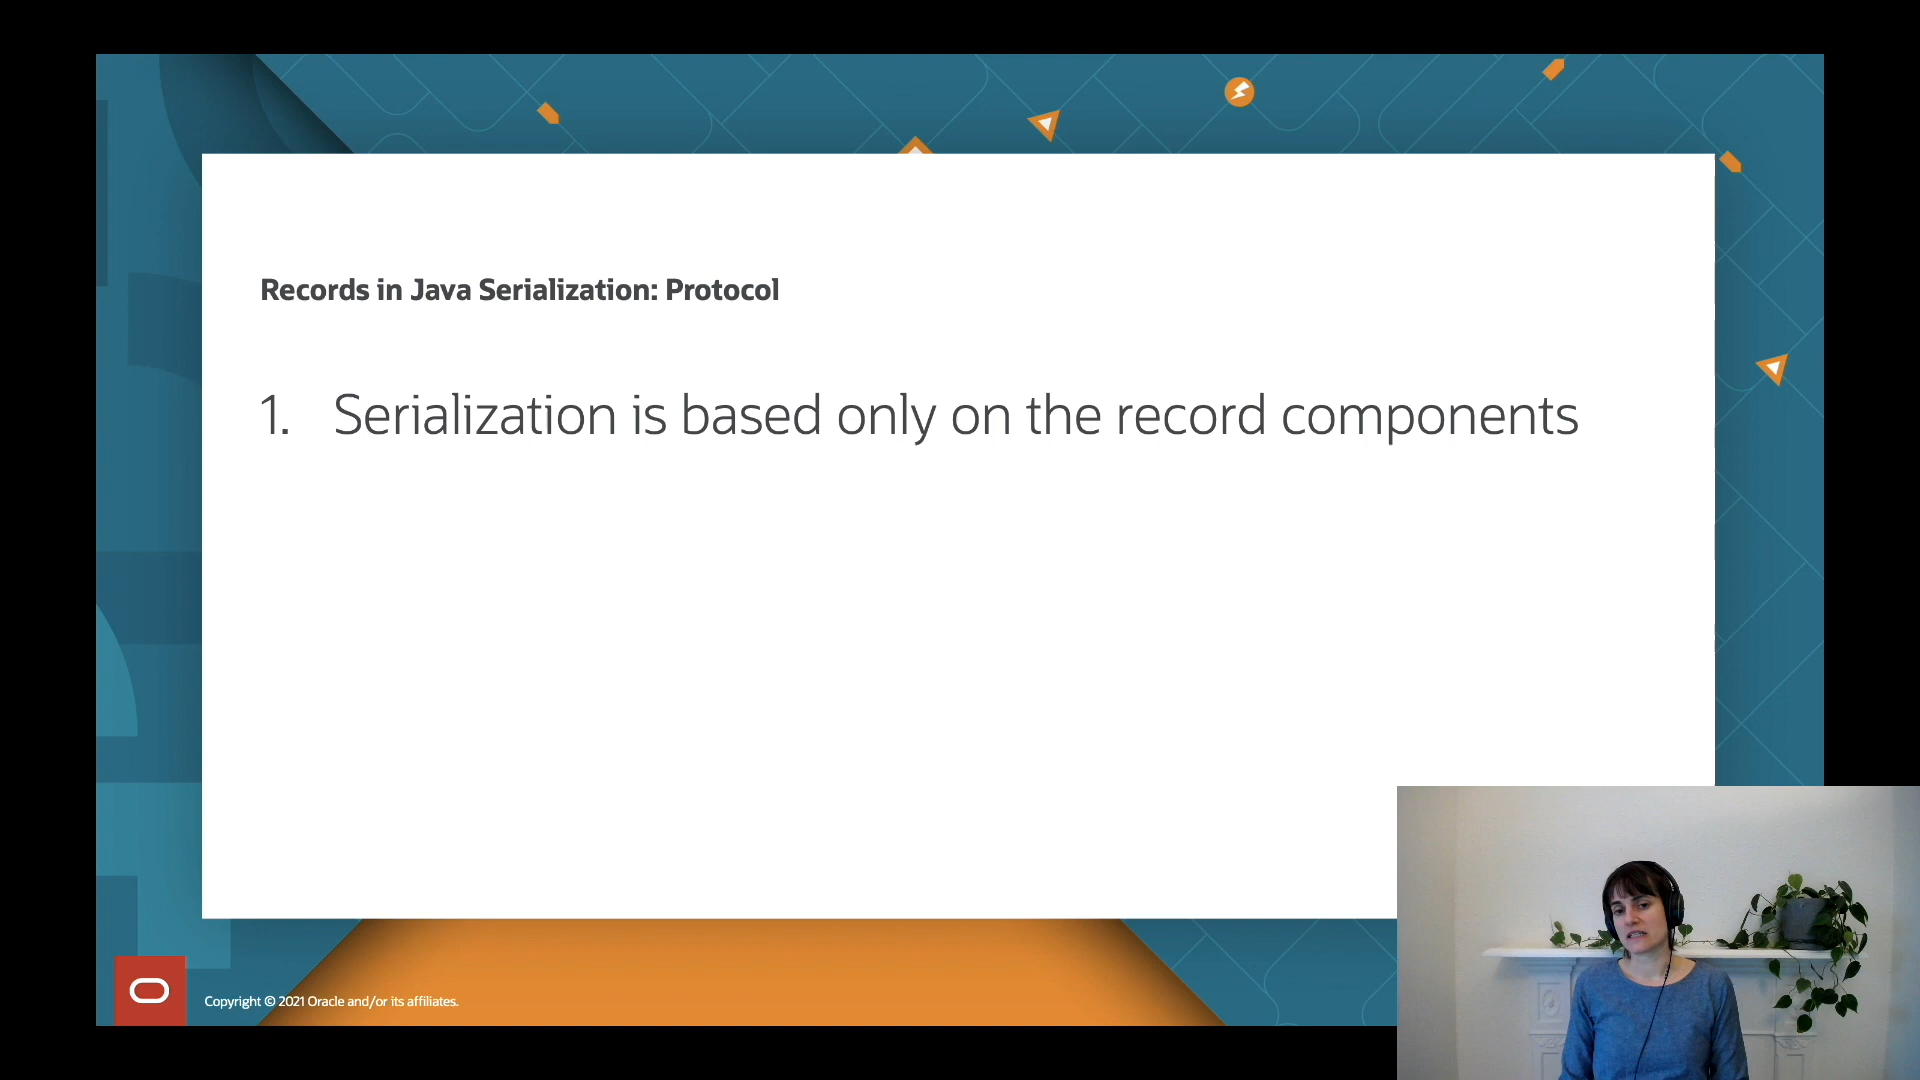 Records in Java Serialization: Protocol
1. Serialization is based only on the record components
Copyright © 2021 Oracle and/or its affiliates.